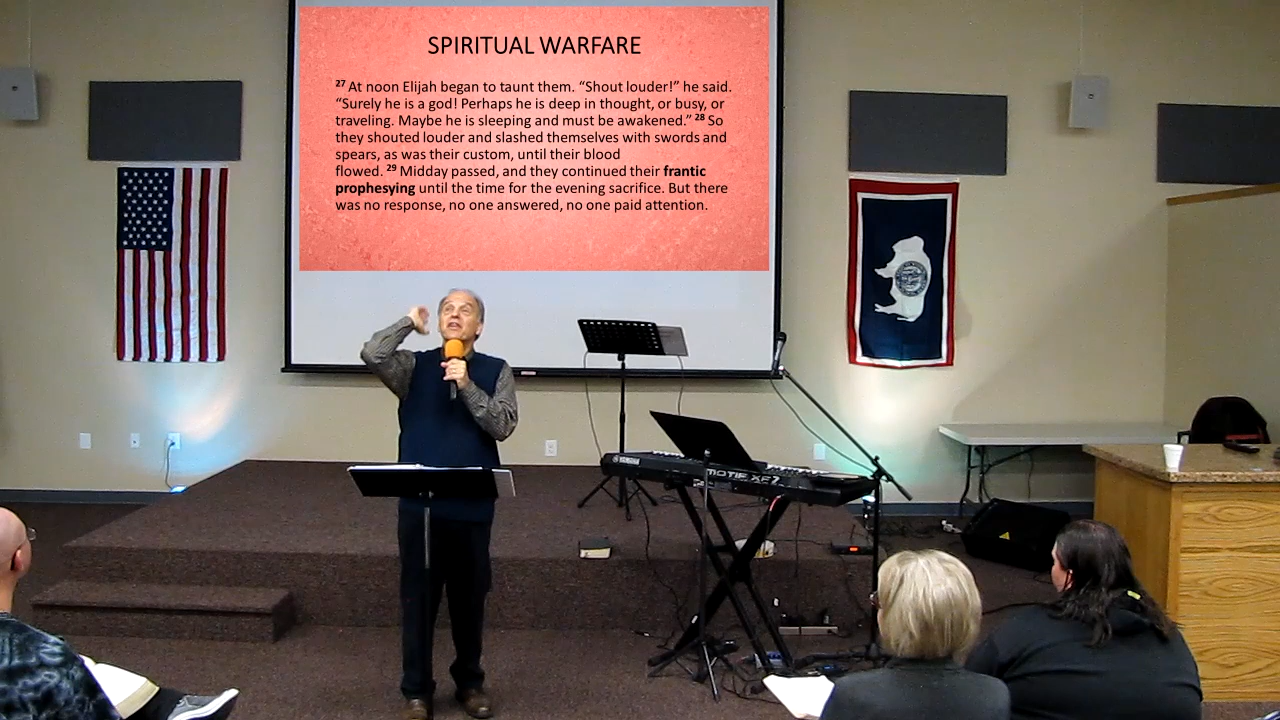 SPIRITUAL WARFARE
27 At noon Elijah began to taunt them. “Shout louder!” he said.
“Surely he is a god! Perhaps he is deep in thought, or busy, or
traveling. Maybe he is sleeping and must be awakened.” 28 So
they shouted louder and slashed themselves with swords and
spears, as was their custom, until their blood
flowed. 29 Midday passed, and they continued their frantic
prophesying until the time for the evening sacrifice. But there
was no response, no one answered, no one paid attention.
YAMAHA
MOTIF XF7